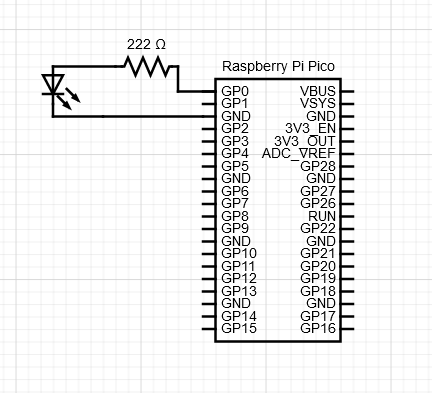 222 Ω
Raspberry Pi Pico
GP0 VBUS
GP1 VSYS
GND GND
GP2 3V3_EN
GP3 3V3_OUT
GP4 ADC_VREF
GP5 GP28
GND GND
GP6 GP27
GP7 GP26
GP8 RUN
GP9 GP22
GND GND
GP10 GP21
GP11 GP20
GP12 GP19
GP13 GP18
GND GND
GP14 GP17
GP15 GP16